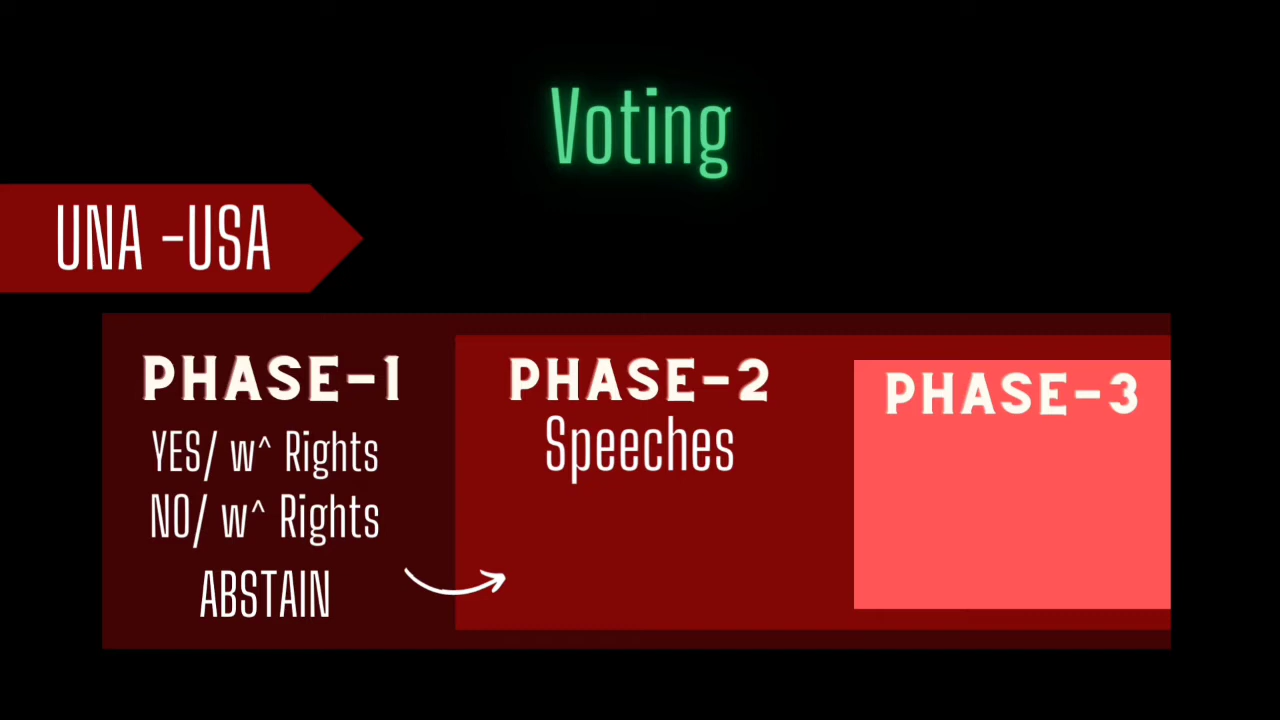 Voting
UNA -USA
PHASE-1
YES/ w^ Rights
NO/ w^ Rights
ABSTAIN
PHASE-2
Speeches
PHASE-3